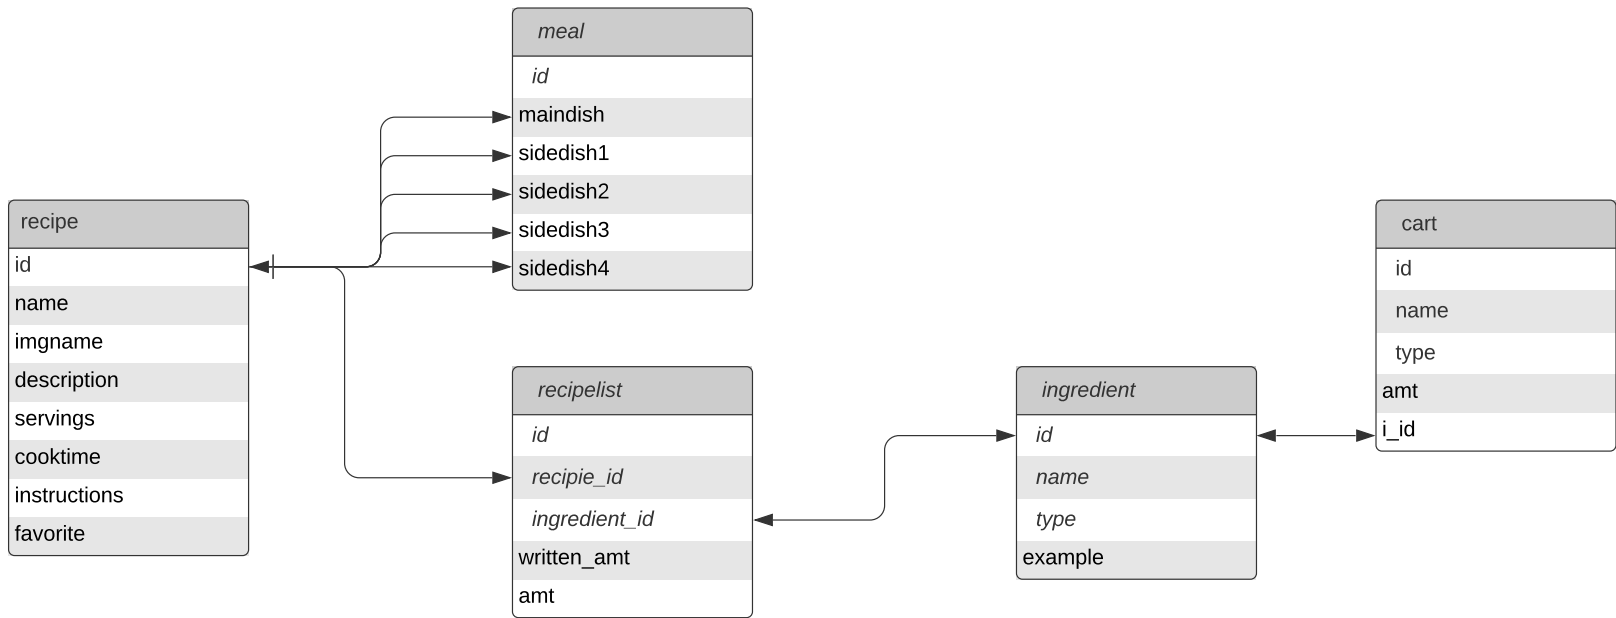 meal
id
maindish
sidedish1
sidedish2
sidedish3
sidedish4
recipe
id
name
imgname
description
servings
cooktime
instructions
favorite
recipelist
id
recipie_id
ingredient_id
written_amt
amt
ingredient
id
name
type
example
cart
id
name
type
amt
i_id